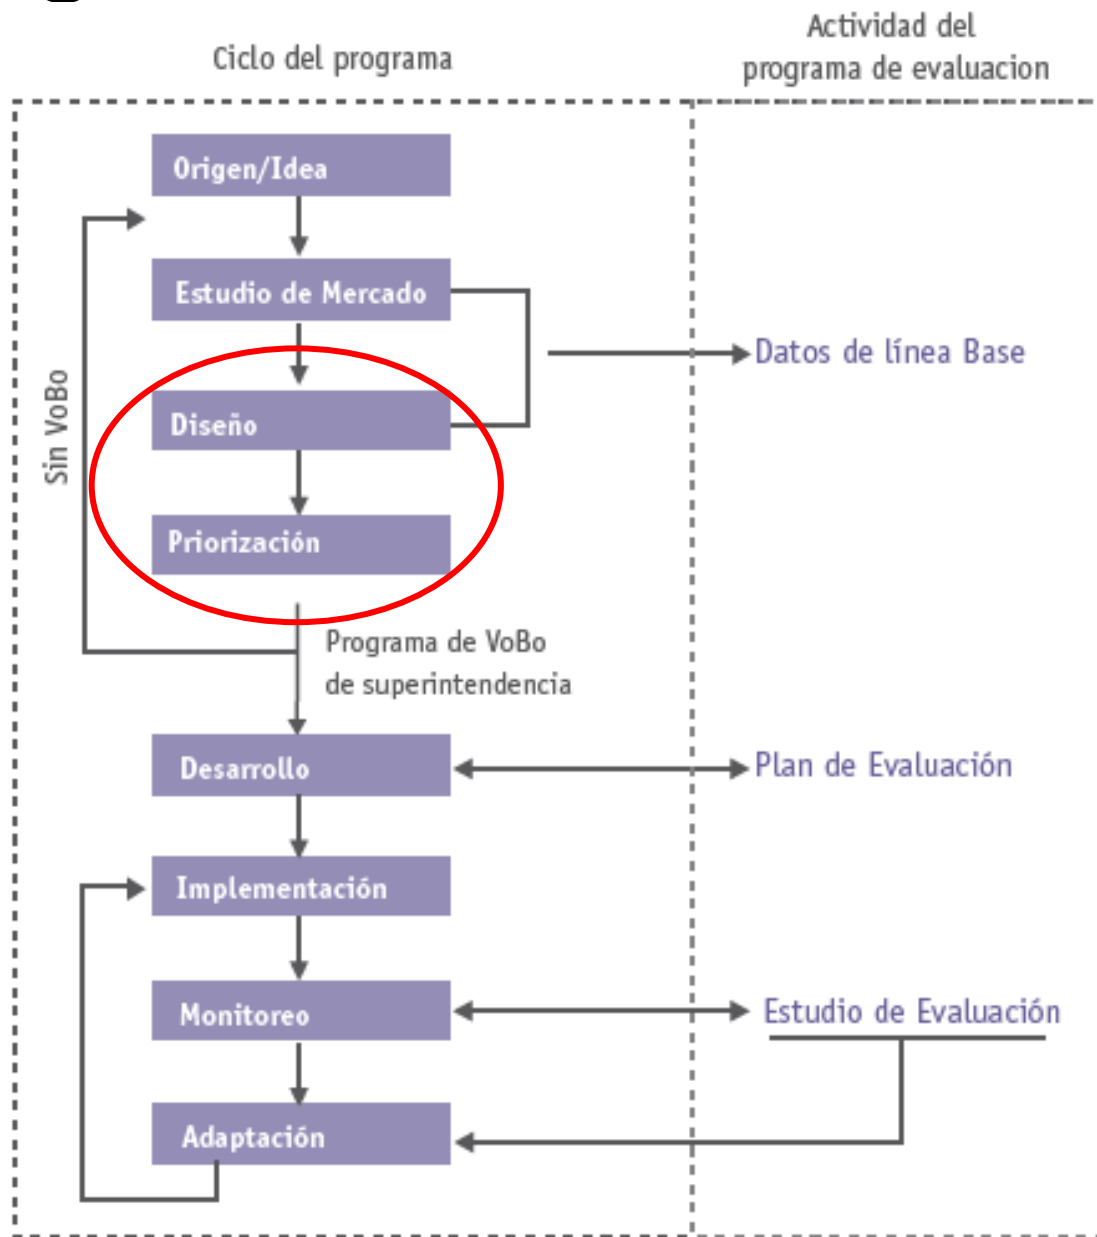 Ciclo del programa
Actividad del
programa de evaluacion
Origen/Idea
Estudio de Mercado
Datos de línea Base
Diseño
Sin VoBo
Priorización
Programa de VoBo
de superintendencia
Desarrollo
Plan de Evaluación
Implementación
Monitoreo
Estudio de Evaluación
Adaptación